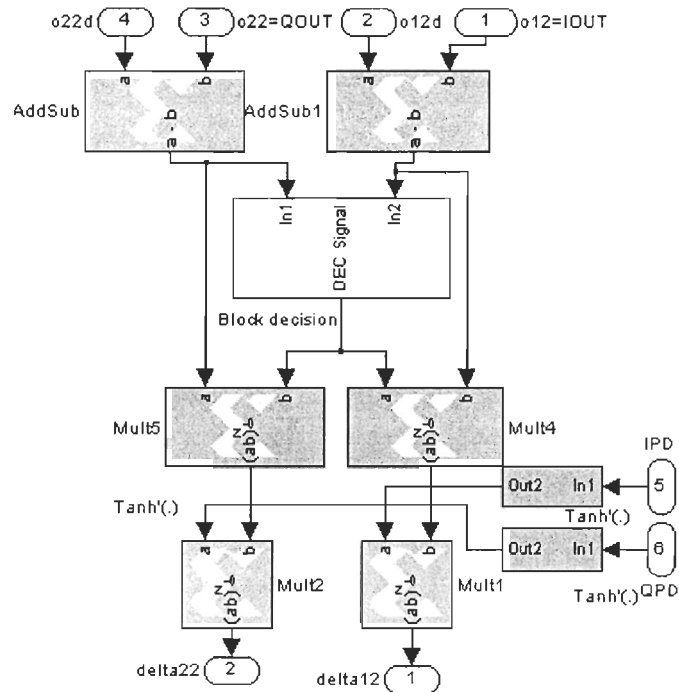 o22d 4 3 o22=QOUT 2 o12d 1 o12=IOUT
a b a b
AddSub AddSub1
a - b a - b
In1 In2
DEC Signal
Block decision
a b a b
Mult5 Mult4
(ab) (ab)
IPD
Out2 In1 5
Tanh'(.) Tanh'(.)
Out2 In1 6
a b a b
Mult2 Mult1
Tanh'(.) QPD
(ab) (ab)
delta22 2 delta12 1